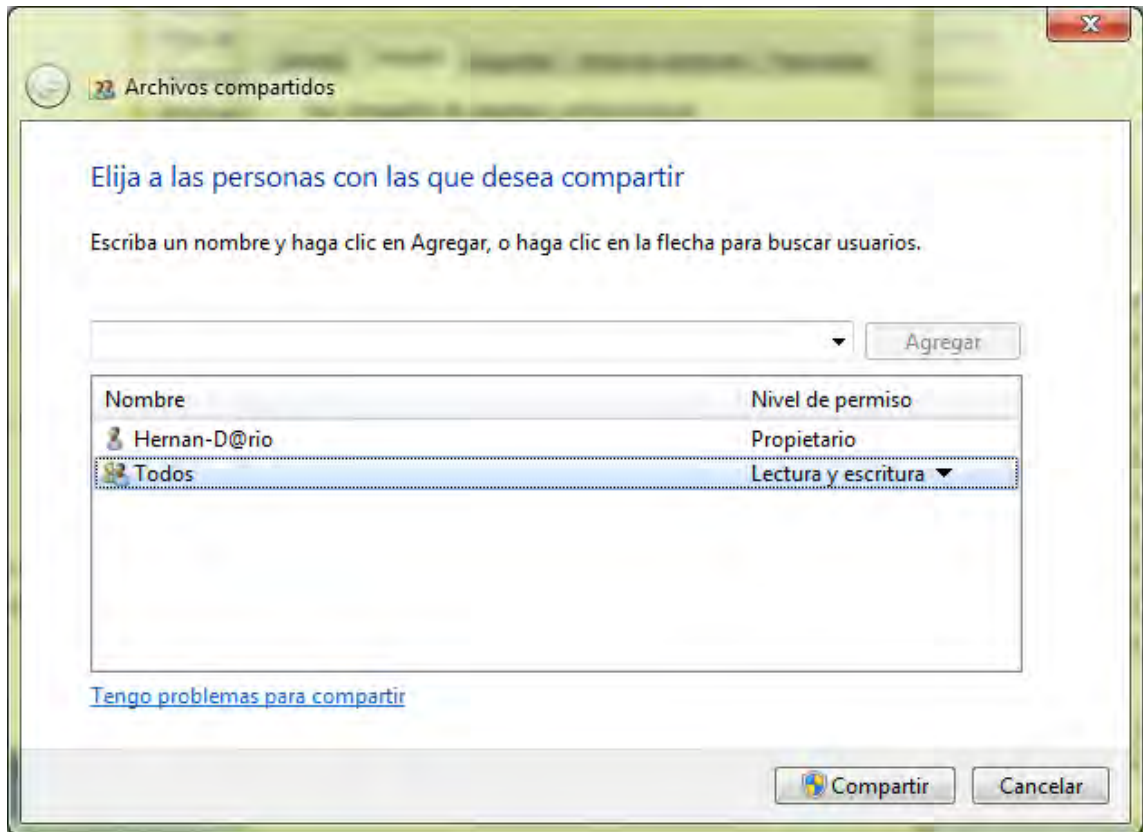 Archivos compartidos
Elija a las personas con las que desea compartir
Escriba un nombre y haga clic en Agregar, o haga clic en la flecha para buscar usuarios.
Agregar
Nombre Nivel de permiso
Hernan-D@rio Propietario
Todos Lectura y escritura
Tengo problemas para compartir
Compartir Cancelar